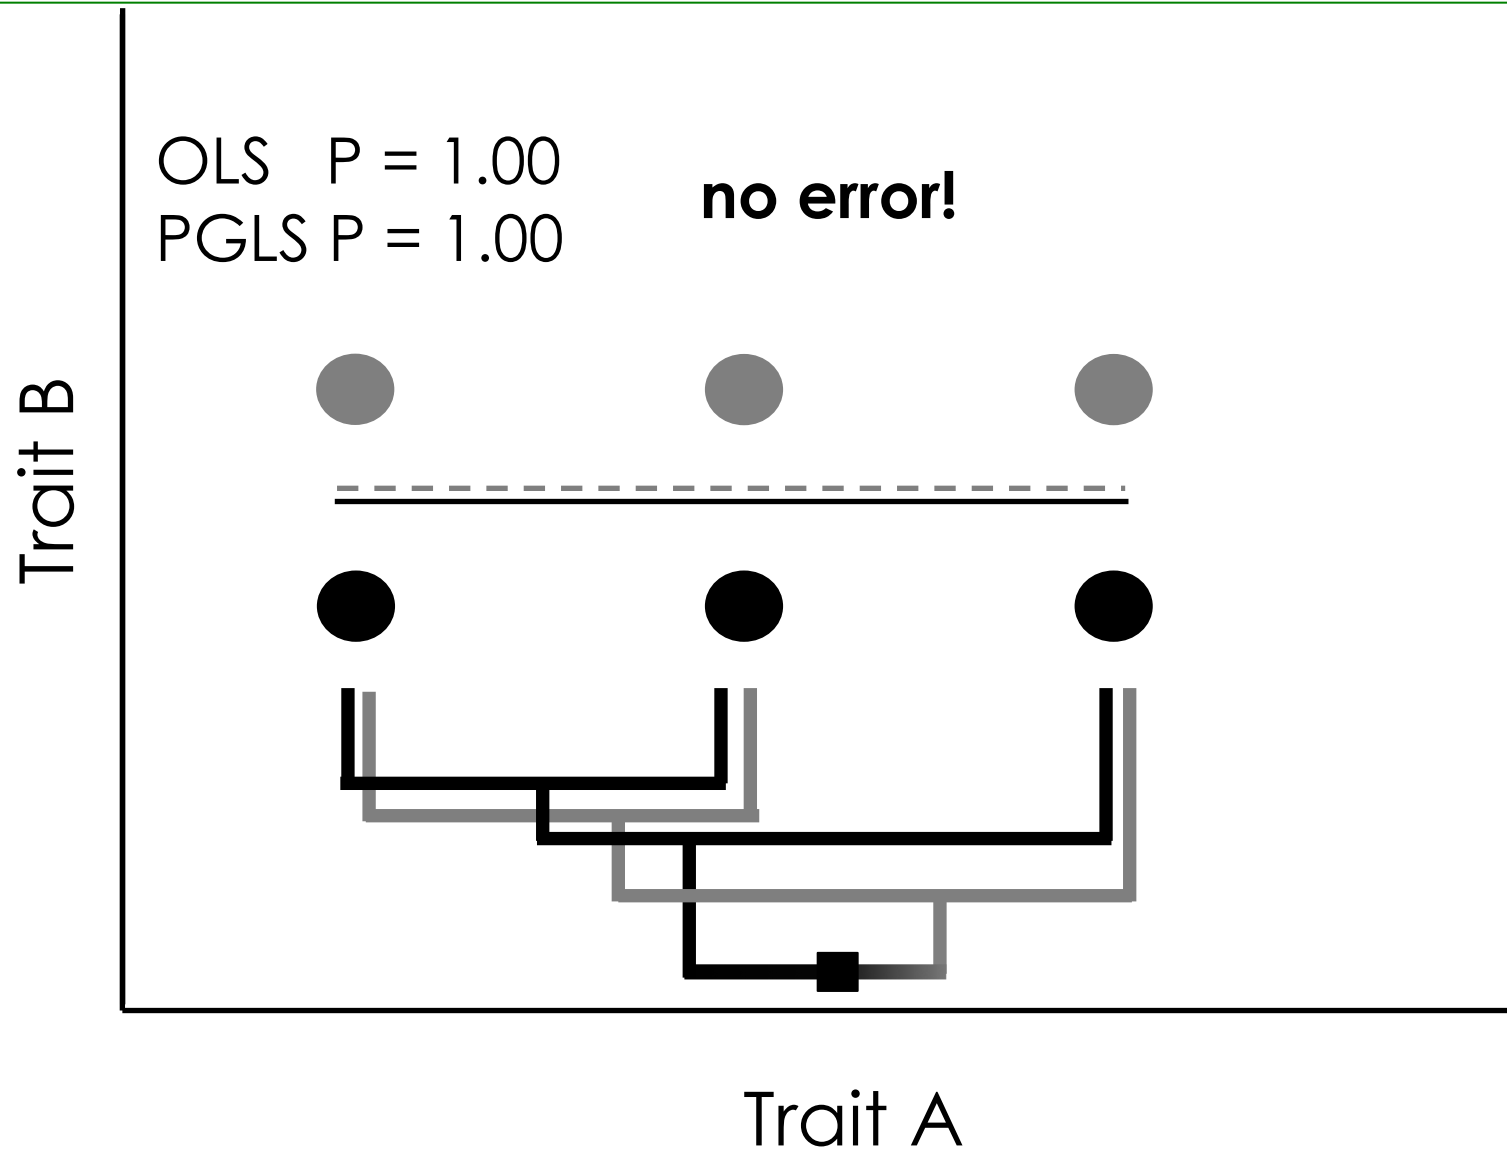 OLS P = 1.00
PGLS P = 1.00
no error!
Trait B
Trait A